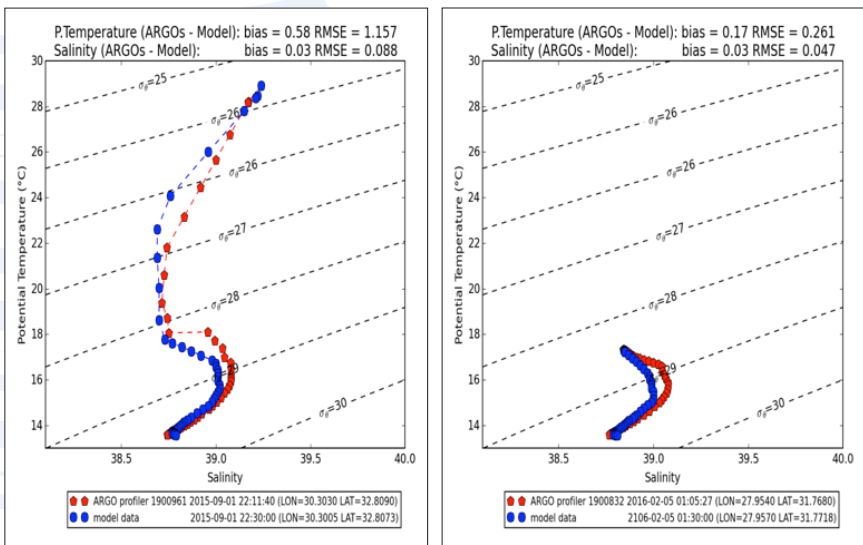 P.Temperature (ARGOs - Model): bias = 0.58 RMSE = 1.157
Salinity (ARGOs - Model): bias = 0.03 RMSE = 0.088
30
28
26
24
22
20
18
16
14
Potential Temperature (°C)
σθ=25
σθ=26
σθ=26
σθ=27
σθ=28
σθ=29
σθ=30
38.5
39.0
39.5
40.0
Salinity
ARGO profiler 1900961 2015-09-01 22:11:40 (LON=30.3030 LAT=32.8090)
model data 2015-09-01 22:30:00 (LON=30.3005 LAT=32.8073)
P.Temperature (ARGOs - Model): bias = 0.17 RMSE = 0.261
Salinity (ARGOs - Model): bias = 0.03 RMSE = 0.047
30
28
26
24
22
20
18
16
14
Potential Temperature (°C)
σθ=25
σθ=26
σθ=26
σθ=27
σθ=28
σθ=29
σθ=30
38.5
39.0
39.5
40.0
Salinity
ARGO profiler 1900832 2016-02-05 01:05:27 (LON=27.9540 LAT=31.7680)
model data 2106-02-05 01:30:00 (LON=27.9570 LAT=31.7718)